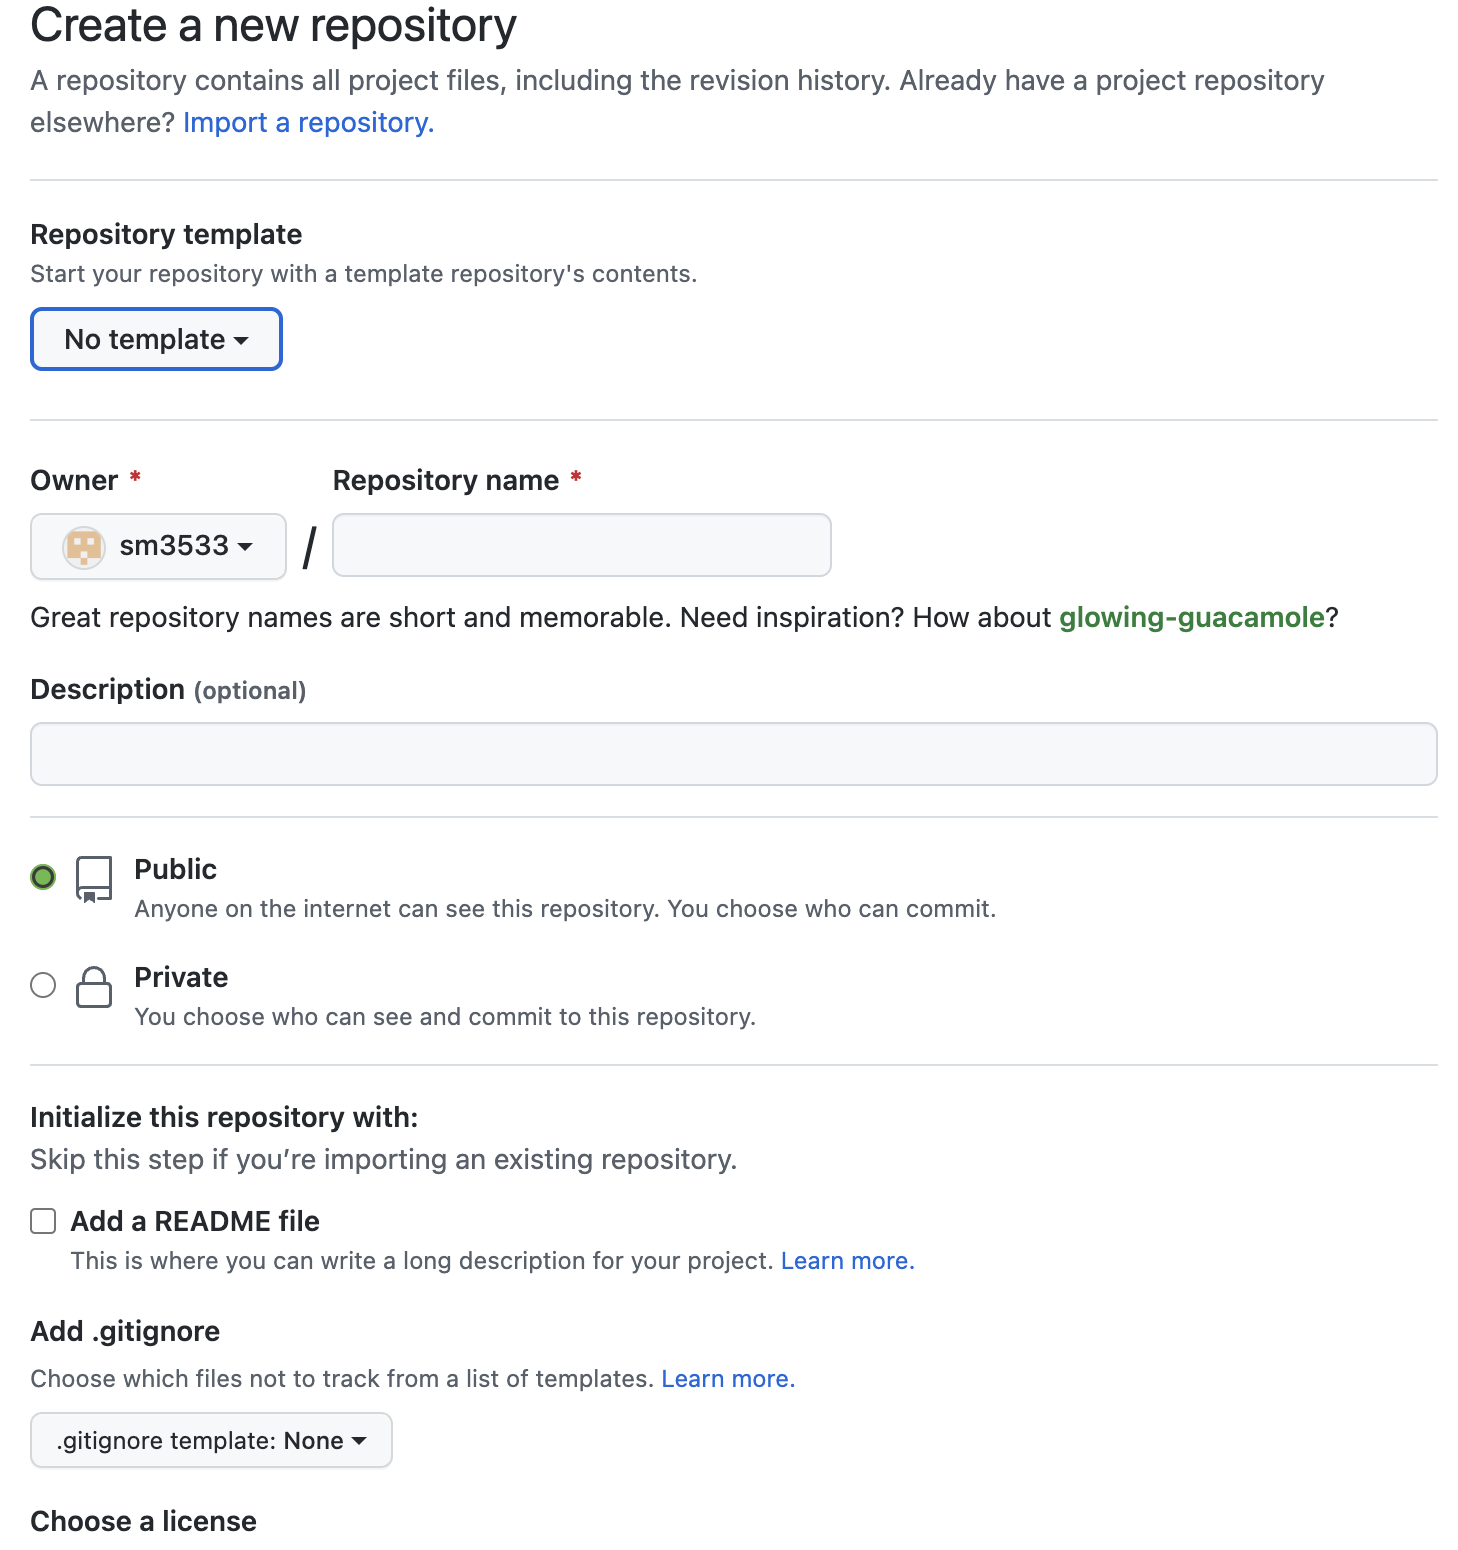 Create a new repository
A repository contains all project files, including the revision history. Already have a project repository
elsewhere? Import a repository.
Repository template
Start your repository with a template repository's contents.
No template
Owner *
Repository name *
sm3533
/
Great repository names are short and memorable. Need inspiration? How about glowing-guacamole?
Description (optional)
Public
Anyone on the internet can see this repository. You choose who can commit.
Private
You choose who can see and commit to this repository.
Initialize this repository with:
Skip this step if you’re importing an existing repository.
Add a README file
This is where you can write a long description for your project. Learn more.
Add .gitignore
Choose which files not to track from a list of templates. Learn more.
.gitignore template: None
Choose a license